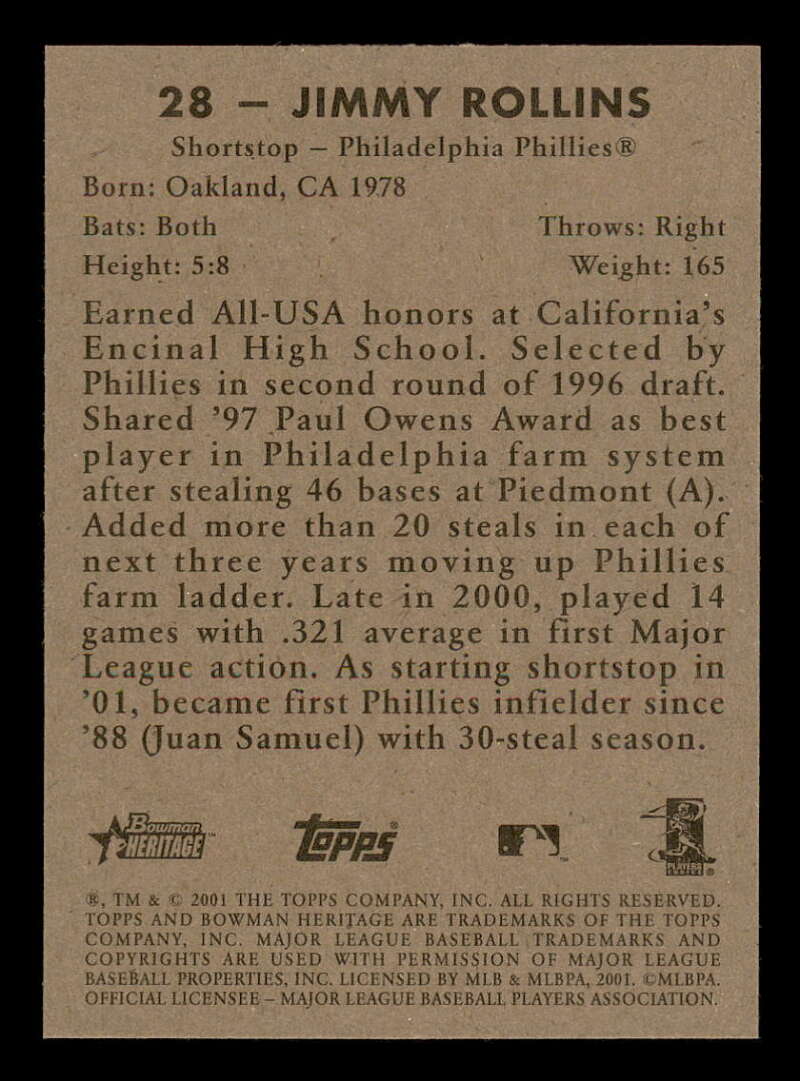 28 – JIMMY ROLLINS
Shortstop – Philadelphia Phillies®
Born: Oakland, CA 1978
Bats: Both Throws: Right
Height: 5:8 Weight: 165
Earned All-USA honors at California's
Encinal High School. Selected by
Phillies in second round of 1996 draft.
Shared '97 Paul Owens Award as best
player in Philadelphia farm system
after stealing 46 bases at Piedmont (A).
Added more than 20 steals in each of
next three years moving up Phillies
farm ladder. Late in 2000, played 14
games with .321 average in first Major
League action. As starting shortstop in
'01, became first Phillies infielder since
'88 (Juan Samuel) with 30-steal season.
Bowman HERITAGE™ Topps® ™ PLAYERS CHOICE®
®, TM & © 2001 THE TOPPS COMPANY, INC. ALL RIGHTS RESERVED.
TOPPS AND BOWMAN HERITAGE ARE TRADEMARKS OF THE TOPPS
COMPANY, INC. MAJOR LEAGUE BASEBALL TRADEMARKS AND
COPYRIGHTS ARE USED WITH PERMISSION OF MAJOR LEAGUE
BASEBALL PROPERTIES, INC. LICENSED BY MLB & MLBPA, 2001. ©MLBPA.
OFFICIAL LICENSEE – MAJOR LEAGUE BASEBALL PLAYERS ASSOCIATION.